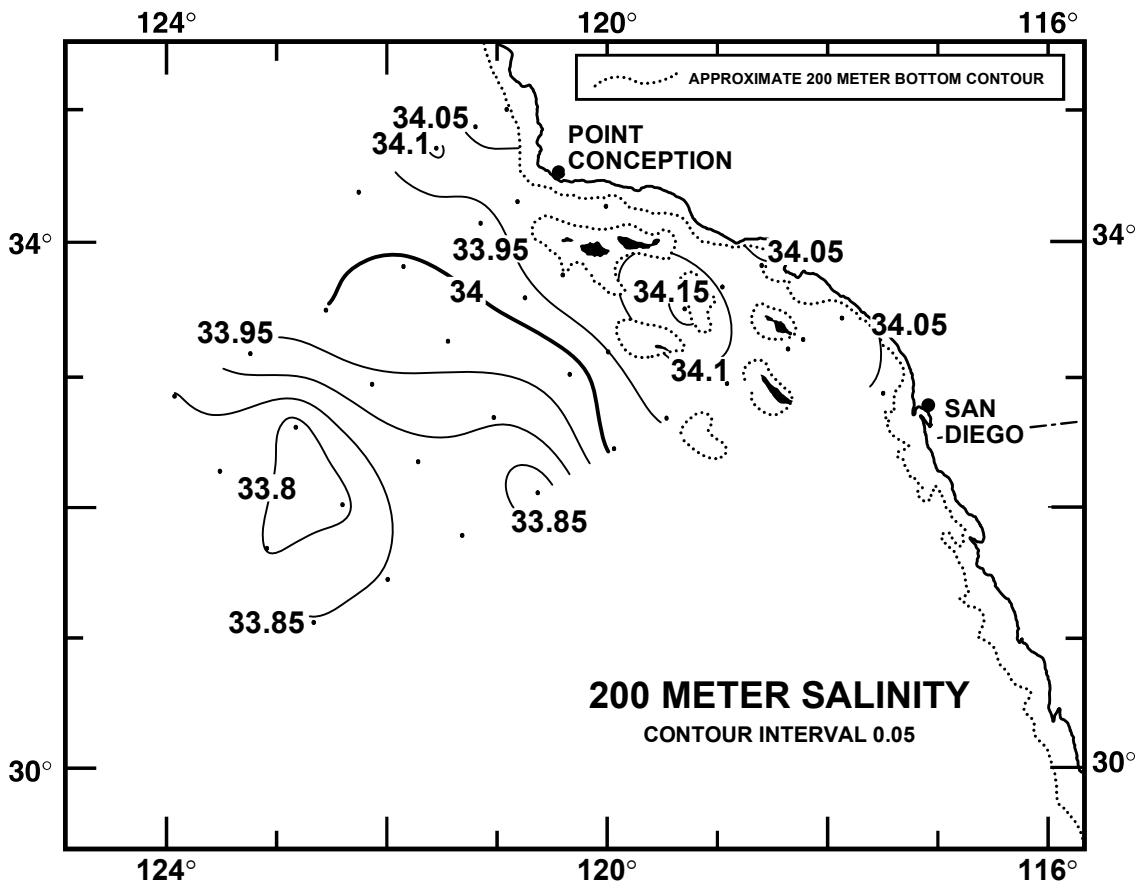 124° 120° 116°
APPROXIMATE 200 METER BOTTOM CONTOUR
34.05
34.1
POINT
CONCEPTION
34° 34°
33.95
34.05
34
34.15
33.95
34.05
34.1
SAN
DIEGO
33.8
33.85
33.85
200 METER SALINITY
CONTOUR INTERVAL 0.05
30° 30°
124° 120° 116°